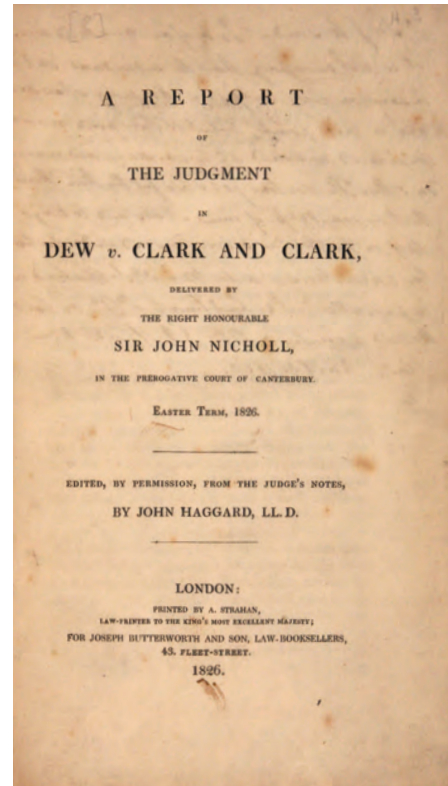 A REPORT
OF
THE JUDGMENT
IN
DEW v. CLARK AND CLARK,
DELIVERED BY
THE RIGHT HONOURABLE
SIR JOHN NICHOLL,
IN THE PREROGATIVE COURT OF CANTERBURY.
EASTER TERM, 1826.
EDITED, BY PERMISSION, FROM THE JUDGE'S NOTES,
BY JOHN HAGGARD, LL. D.
LONDON:
PRINTED BY A. STRAHAN,
LAW-PRINTER TO THE KING'S MOST EXCELLENT MAJESTY;
FOR JOSEPH BUTTERWORTH AND SON, LAW-BOOKSELLERS,
43. FLEET-STREET.
1826.